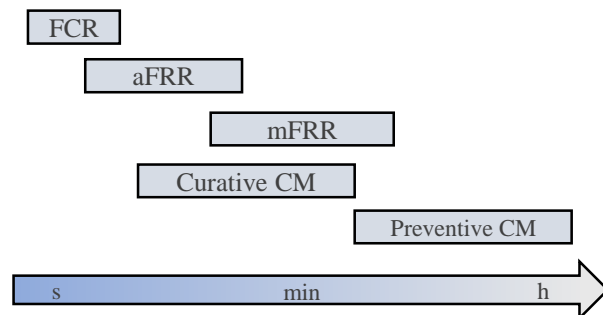 FCR
aFRR
mFRR
Curative CM
Preventive CM
s min h